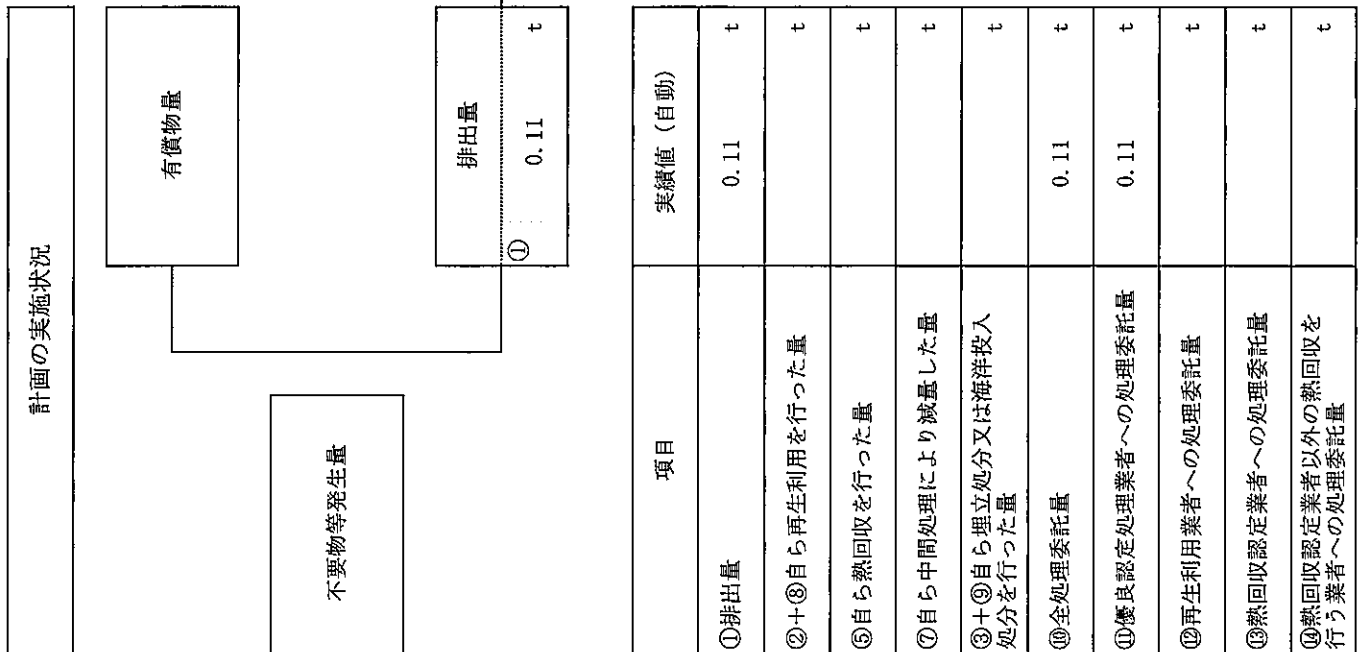 計画の実施状況
有償物量
不要物等発生量
排出量
① 0.11 t
項目 実績値（自動）
①排出量 0.11 t
②+⑧自ら再生利用を行った量 t
⑤自ら熱回収を行った量 t
⑦自ら中間処理により減量した量 t
③+⑨自ら埋立処分又は海洋投入
処分を行った量 t
⑩全処理委託量 0.11 t
⑪優良認定処理業者への処理委託量 0.11 t
⑫再生利用業者への処理委託量 t
⑬熱回収認定業者への処理委託量 t
⑭熱回収認定業者以外の熱回収を
行う業者への処理委託量 t